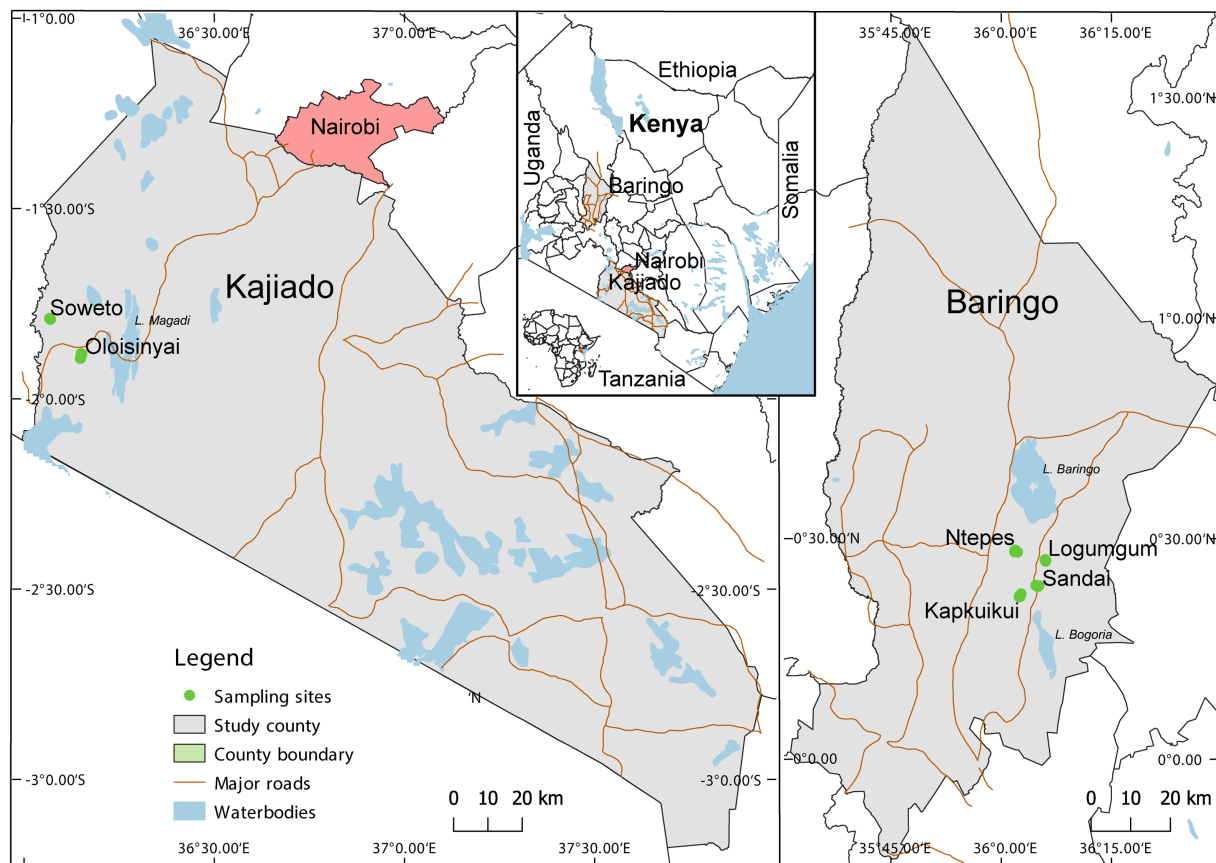 -1°0.00
36°30.00'E
37°0.00'E
Nairobi
-1°30.00'S
Kajiado
Soweto
L. Magadi
Oloisinyai
-2°0.00'S
-2°30.00'S
-2°30.00'S
'N
-3°0.00'S
-3°0.00'S
Legend
Sampling sites
Study county
County boundary
Major roads
Waterbodies
0 10 20 km
36°30.00'E
37°0.00'E
37°30.00'E
Ethiopia
Kenya
Uganda
Somalia
Baringo
Nairobi
Kajiado
Tanzania
35°45.00'E
36°0.00'E
36°15.00'E
1°30.00'N
Baringo
1°0.00'N
L. Baringo
0°30.00'N
0°30.00'N
Ntepes
Logumgum
Sandai
Kapkuikui
L. Bogoria
0°0.00
0°0.00
0 10 20 km
35°45.00'E
36°0.00'E
36°15.00'E